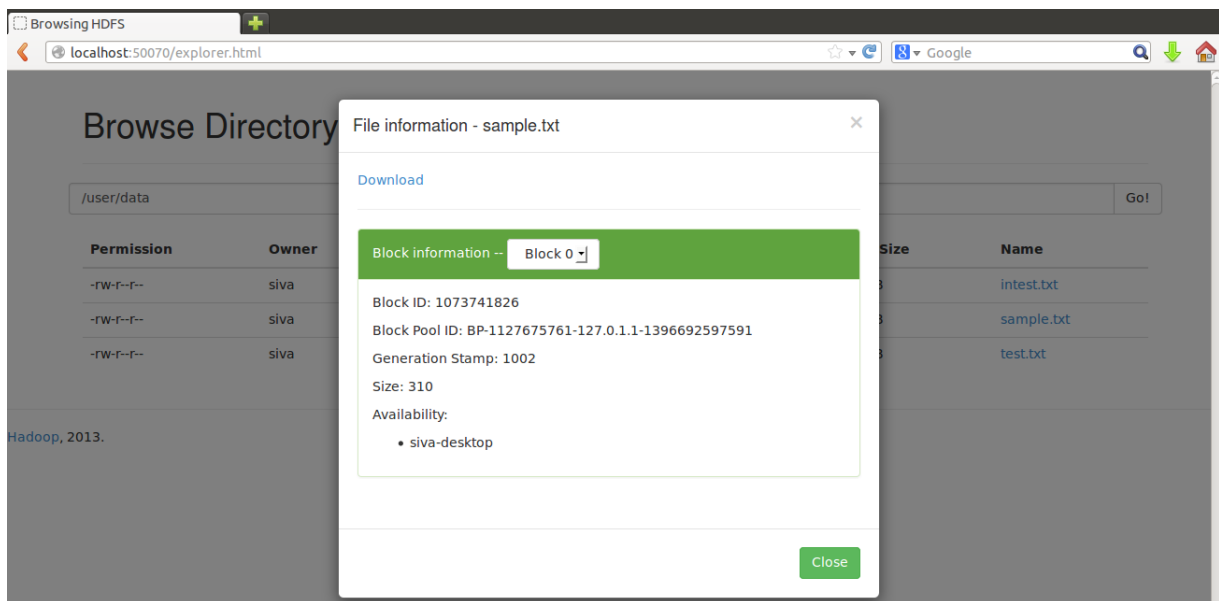 Browsing HDFS
localhost:50070/explorer.html
Google
Browse Directory
File information - sample.txt
×
Download
/user/data
Go!
Block information -- Block 0
Permission Owner Size Name
-rw-r--r-- siva intest.txt
Block ID: 1073741826
-rw-r--r-- siva sample.txt
Block Pool ID: BP-1127675761-127.0.1.1-1396692597591
-rw-r--r-- siva test.txt
Generation Stamp: 1002
Size: 310
Availability:
• siva-desktop
Hadoop, 2013.
Close